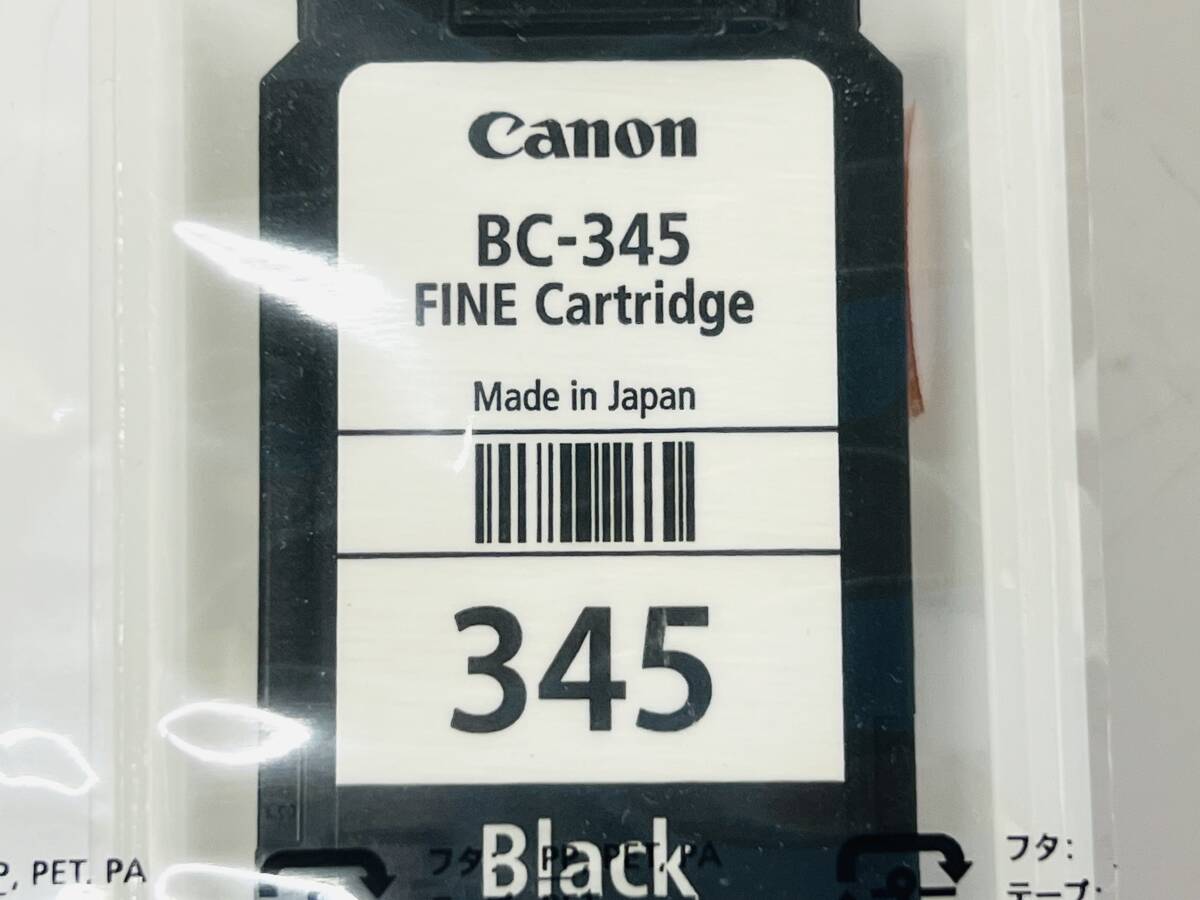 Canon
BC-345
FINE Cartridge
Made in Japan
345
Black
P, PET, PA
フタ: PP, PET, PA
フタ:
テープ: